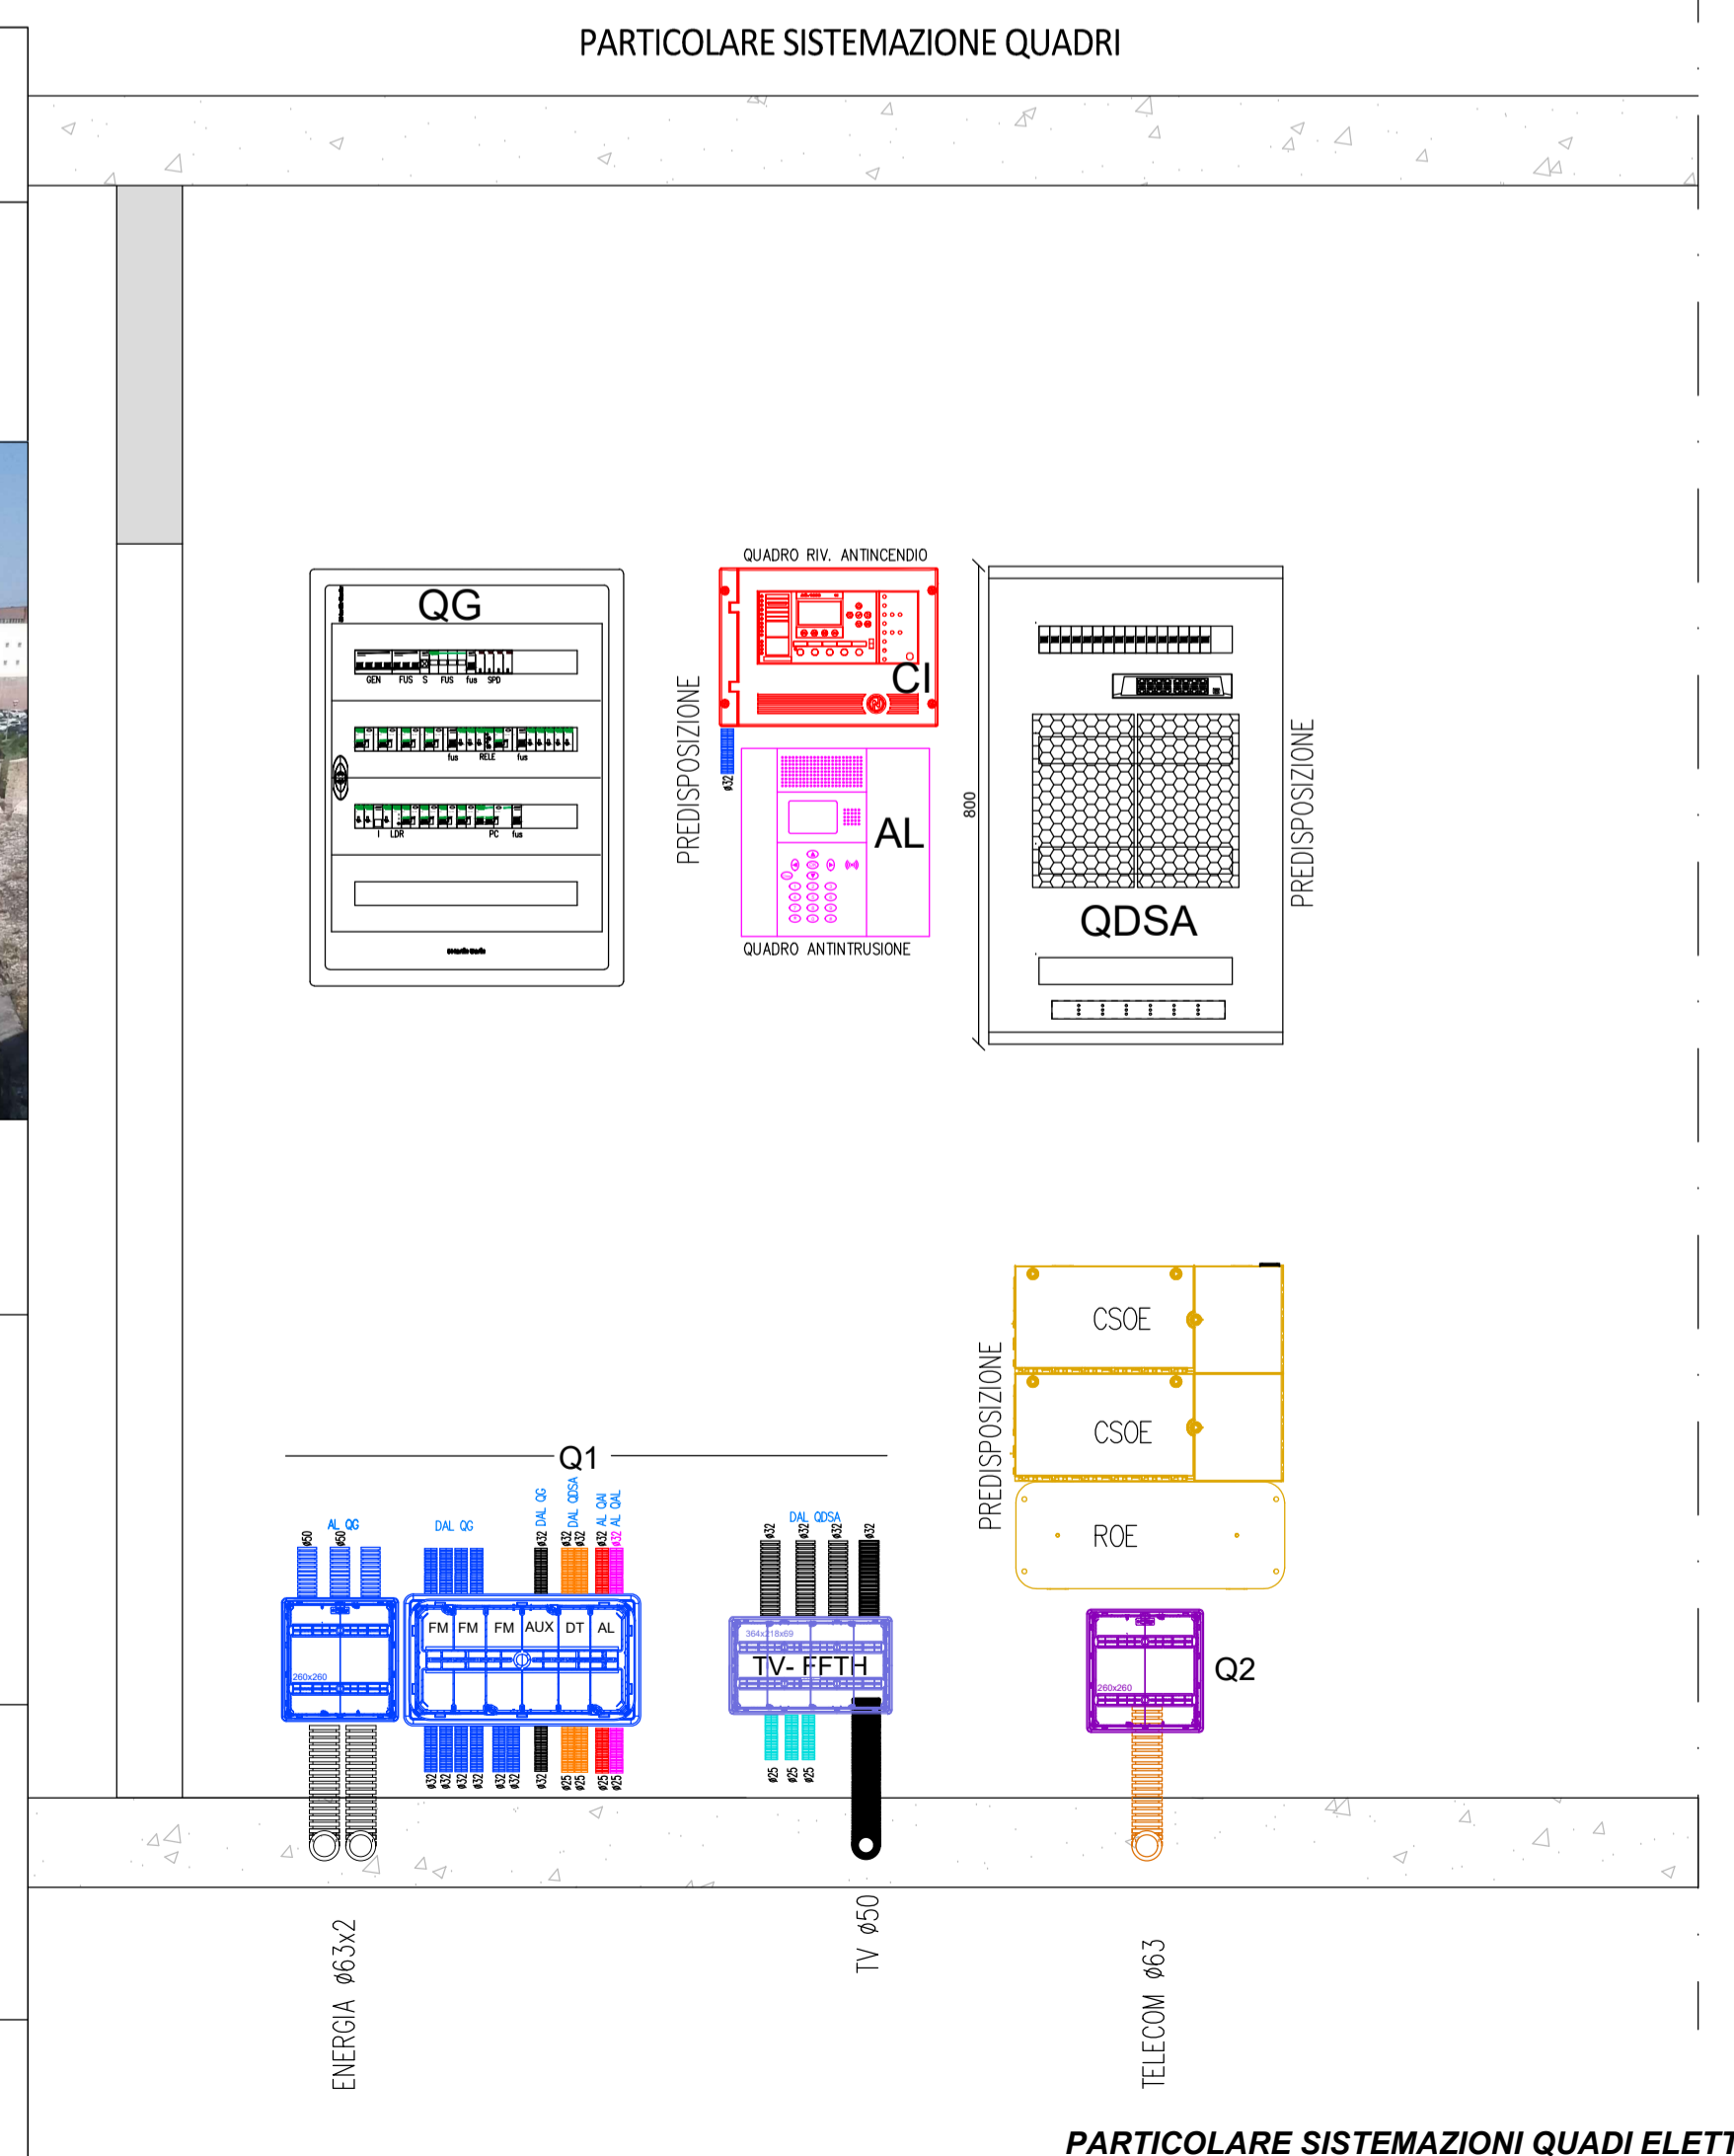 PARTICOLARE SISTEMAZIONE QUADRI
QG
GEN FUS S FUS fus SPD
fus RELE fus
I LDR PC fus
PREDISPOSIZIONE
QUADRO RIV. ANTINCENDIO
CI
ø32
AL
QUADRO ANTINTRUSIONE
800
QDSA
PREDISPOSIZIONE
PREDISPOSIZIONE
CSOE
CSOE
ROE
Q1
AL QG
ø50
ø50
DAL QG
ø32 DAL QG
ø32
ø32
DAL QDSA
ø32 AL QAI
ø32 AL QAL
DAL QDSA
ø32
ø32
ø32
ø32
260x260
FM FM FM AUX DT AL
ø32 ø32 ø32 ø32 ø32 ø32 ø32 ø25 ø25 ø25 ø25
364x218x69
TV- FFTH
ø25 ø25 ø25
Q2
260x260
ENERGIA ø63x2
TV ø50
TELECOM ø63
PARTICOLARE SISTEMAZIONI QUADI ELETT